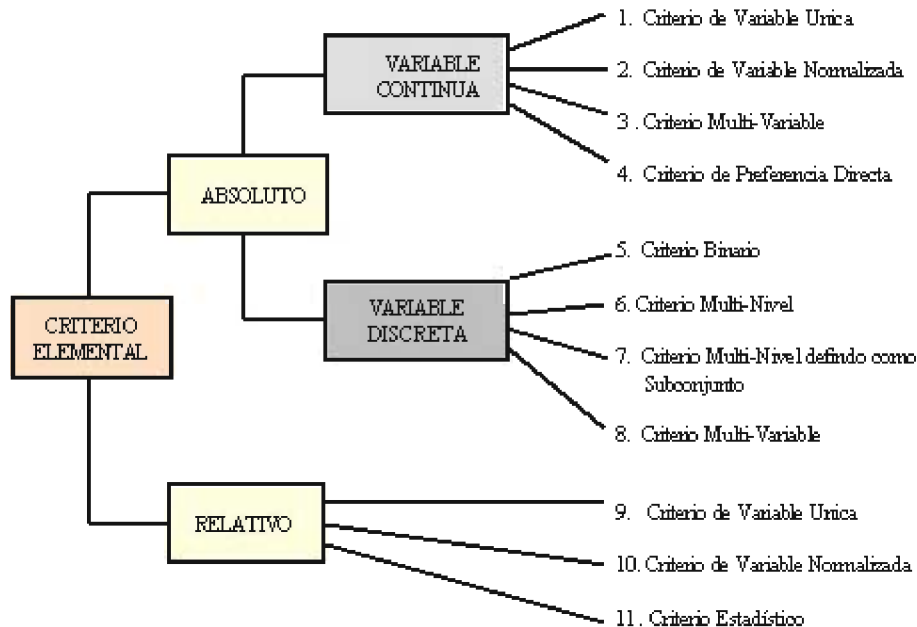 1. Criterio de Variable Unica
2. Criterio de Variable Normalizada
3. Criterio Multi-Variable
4. Criterio de Preferencia Directa
VARIABLE
CONTINUA
ABSOLUTO
5. Criterio Binario
6. Criterio Multi-Nivel
7. Criterio Multi-Nivel defindo como
Subconjunto
8. Criterio Multi-Variable
VARIABLE
DISCRETA
CRITERIO
ELEMENTAL
RELATIVO
9. Criterio de Variable Unica
10. Criterio de Variable Normalizada
11. Criterio Estadístico